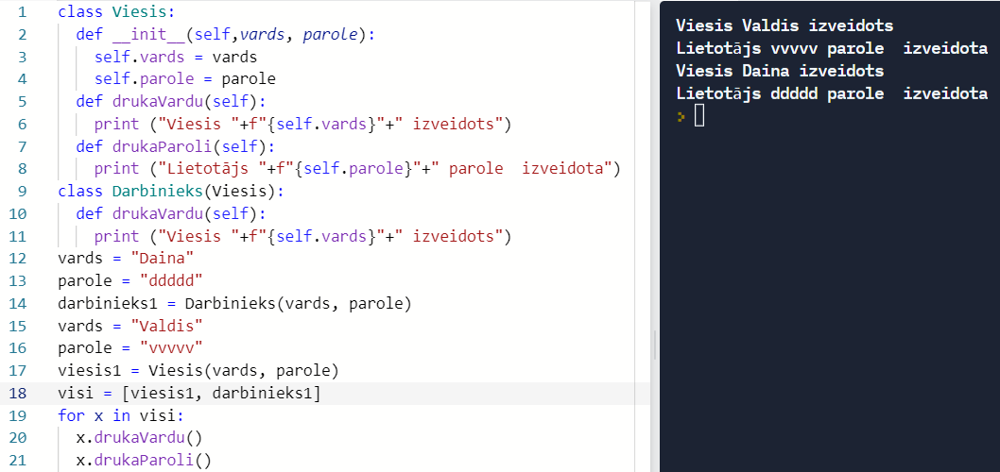 1 class Viesis:
2 def __init__(self,vards, parole):
3 self.vards = vards
4 self.parole = parole
5 def drukaVardu(self):
6 print ("Viesis "+f"{self.vards}"+" izveidots")
7 def drukaParoli(self):
8 print ("Lietotājs "+f"{self.parole}"+" parole  izveidota")
9 class Darbinieks(Viesis):
10 def drukaVardu(self):
11 print ("Viesis "+f"{self.vards}"+" izveidots")
12 vards = "Daina"
13 parole = "ddddd"
14 darbinieks1 = Darbinieks(vards, parole)
15 vards = "Valdis"
16 parole = "vvvvv"
17 viesis1 = Viesis(vards, parole)
18 visi = [viesis1, darbinieks1]
19 for x in visi:
20 x.drukaVardu()
21 x.drukaParoli()
Viesis Valdis izveidots
Lietotājs vvvvv parole  izveidota
Viesis Daina izveidots
Lietotājs ddddd parole  izveidota
>